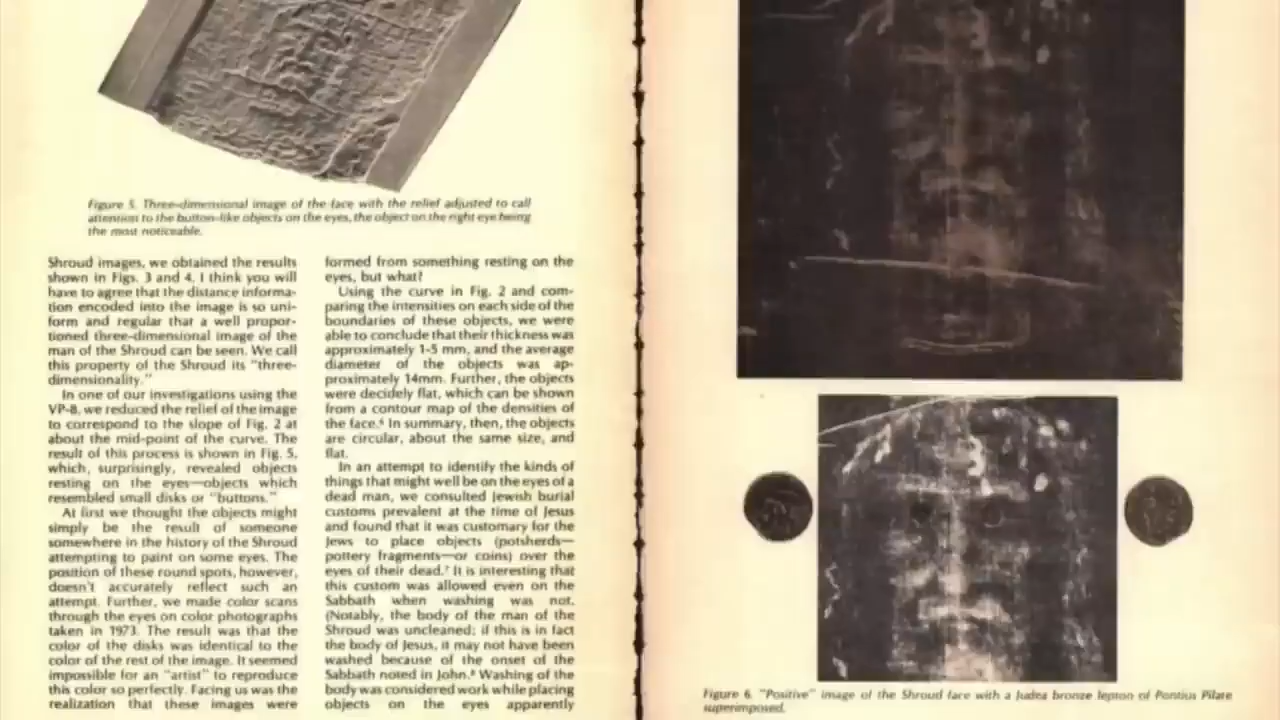 Figure 5. Three-dimensional image of the face with the relief adjusted to call
attention to the button-like objects on the eyes, the object on the right eye being
the most noticeable.
Shroud images, we obtained the results
shown in Figs. 3 and 4. I think you will
have to agree that the distance informa-
tion encoded into the image is so uni-
form and regular that a well propor-
tioned three-dimensional image of the
man of the Shroud can be seen. We call
this property of the Shroud its "three-
dimensionality."
In one of our investigations using the
VP-8, we reduced the relief of the image
to correspond to the slope of Fig. 2 at
about the mid-point of the curve. The
result of this process is shown in Fig. 5,
which, surprisingly, revealed objects
resting on the eyes—objects which
resembled small disks or "buttons."
At first we thought the objects might
simply be the result of someone
somewhere in the history of the Shroud
attempting to paint on some eyes. The
position of these round spots, however,
doesn't accurately reflect such an
attempt. Further, we made color scans
through the eyes on color photographs
taken in 1973. The result was that the
color of the disks was identical to the
color of the rest of the image. It seemed
impossible for an "artist" to reproduce
this color so perfectly. Facing us was the
realization that these images were
formed from something resting on the
eyes, but what?
Using the curve in Fig. 2 and com-
paring the intensities on each side of the
boundaries of these objects, we were
able to conclude that their thickness was
approximately 1-5 mm, and the average
diameter of the objects was ap-
proximately 14mm. Further, the objects
were decidely flat, which can be shown
from a contour map of the densities of
the face.⁶ In summary, then, the objects
are circular, about the same size, and
flat.
In an attempt to identify the kinds of
things that might well be on the eyes of a
dead man, we consulted Jewish burial
customs prevalent at the time of Jesus
and found that it was customary for the
Jews to place objects (potsherds—
pottery fragments—or coins) over the
eyes of their dead.⁷ It is interesting that
this custom was allowed even on the
Sabbath when washing was not.
(Notably, the body of the man of the
Shroud was uncleaned; if this is in fact
the body of Jesus, it may not have been
washed because of the onset of the
Sabbath noted in John.⁸ Washing of the
body was considered work while placing
objects on the eyes apparently
Figure 6. "Positive" image of the Shroud face with a Judea bronze lepton of Pontius Pilate
superimposed.